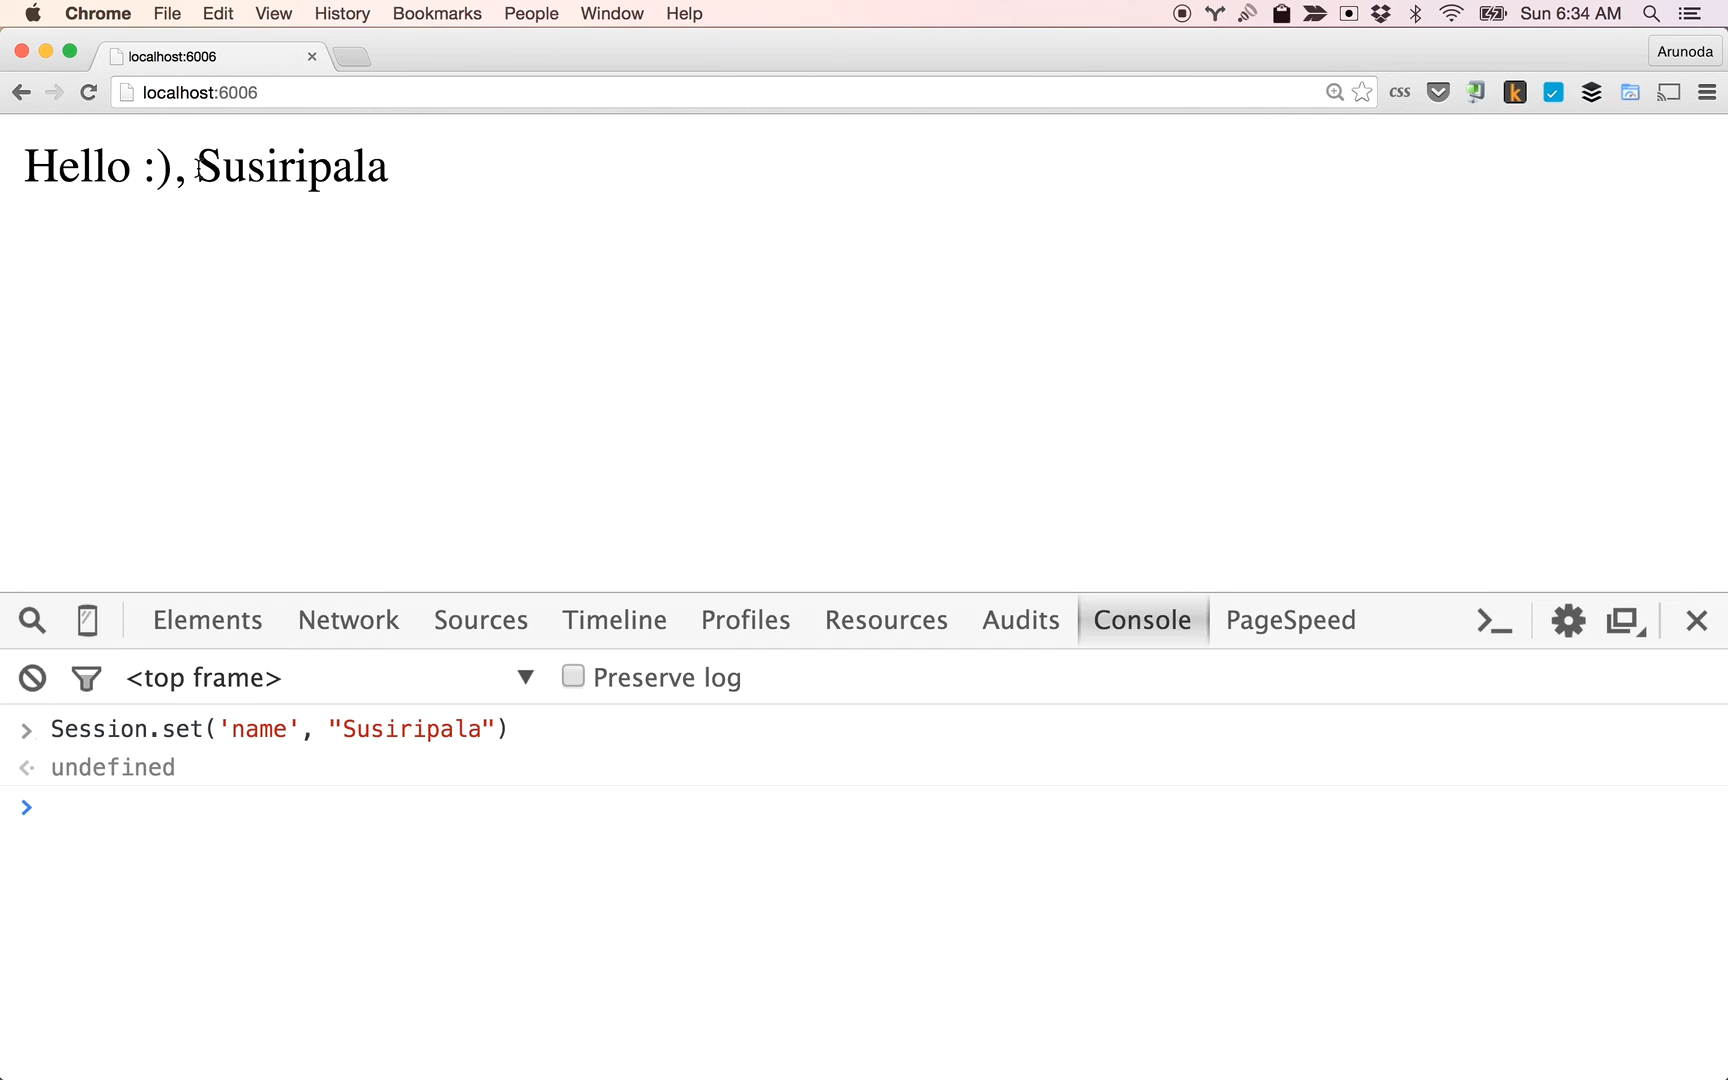 Chrome File Edit View History Bookmarks People Window Help Sun 6:34 AM
localhost:6006 Arunoda
localhost:6006 css k
Hello :), Susiripala
Elements Network Sources Timeline Profiles Resources Audits Console PageSpeed
<top frame> Preserve log
Session.set('name', "Susiripala")
undefined